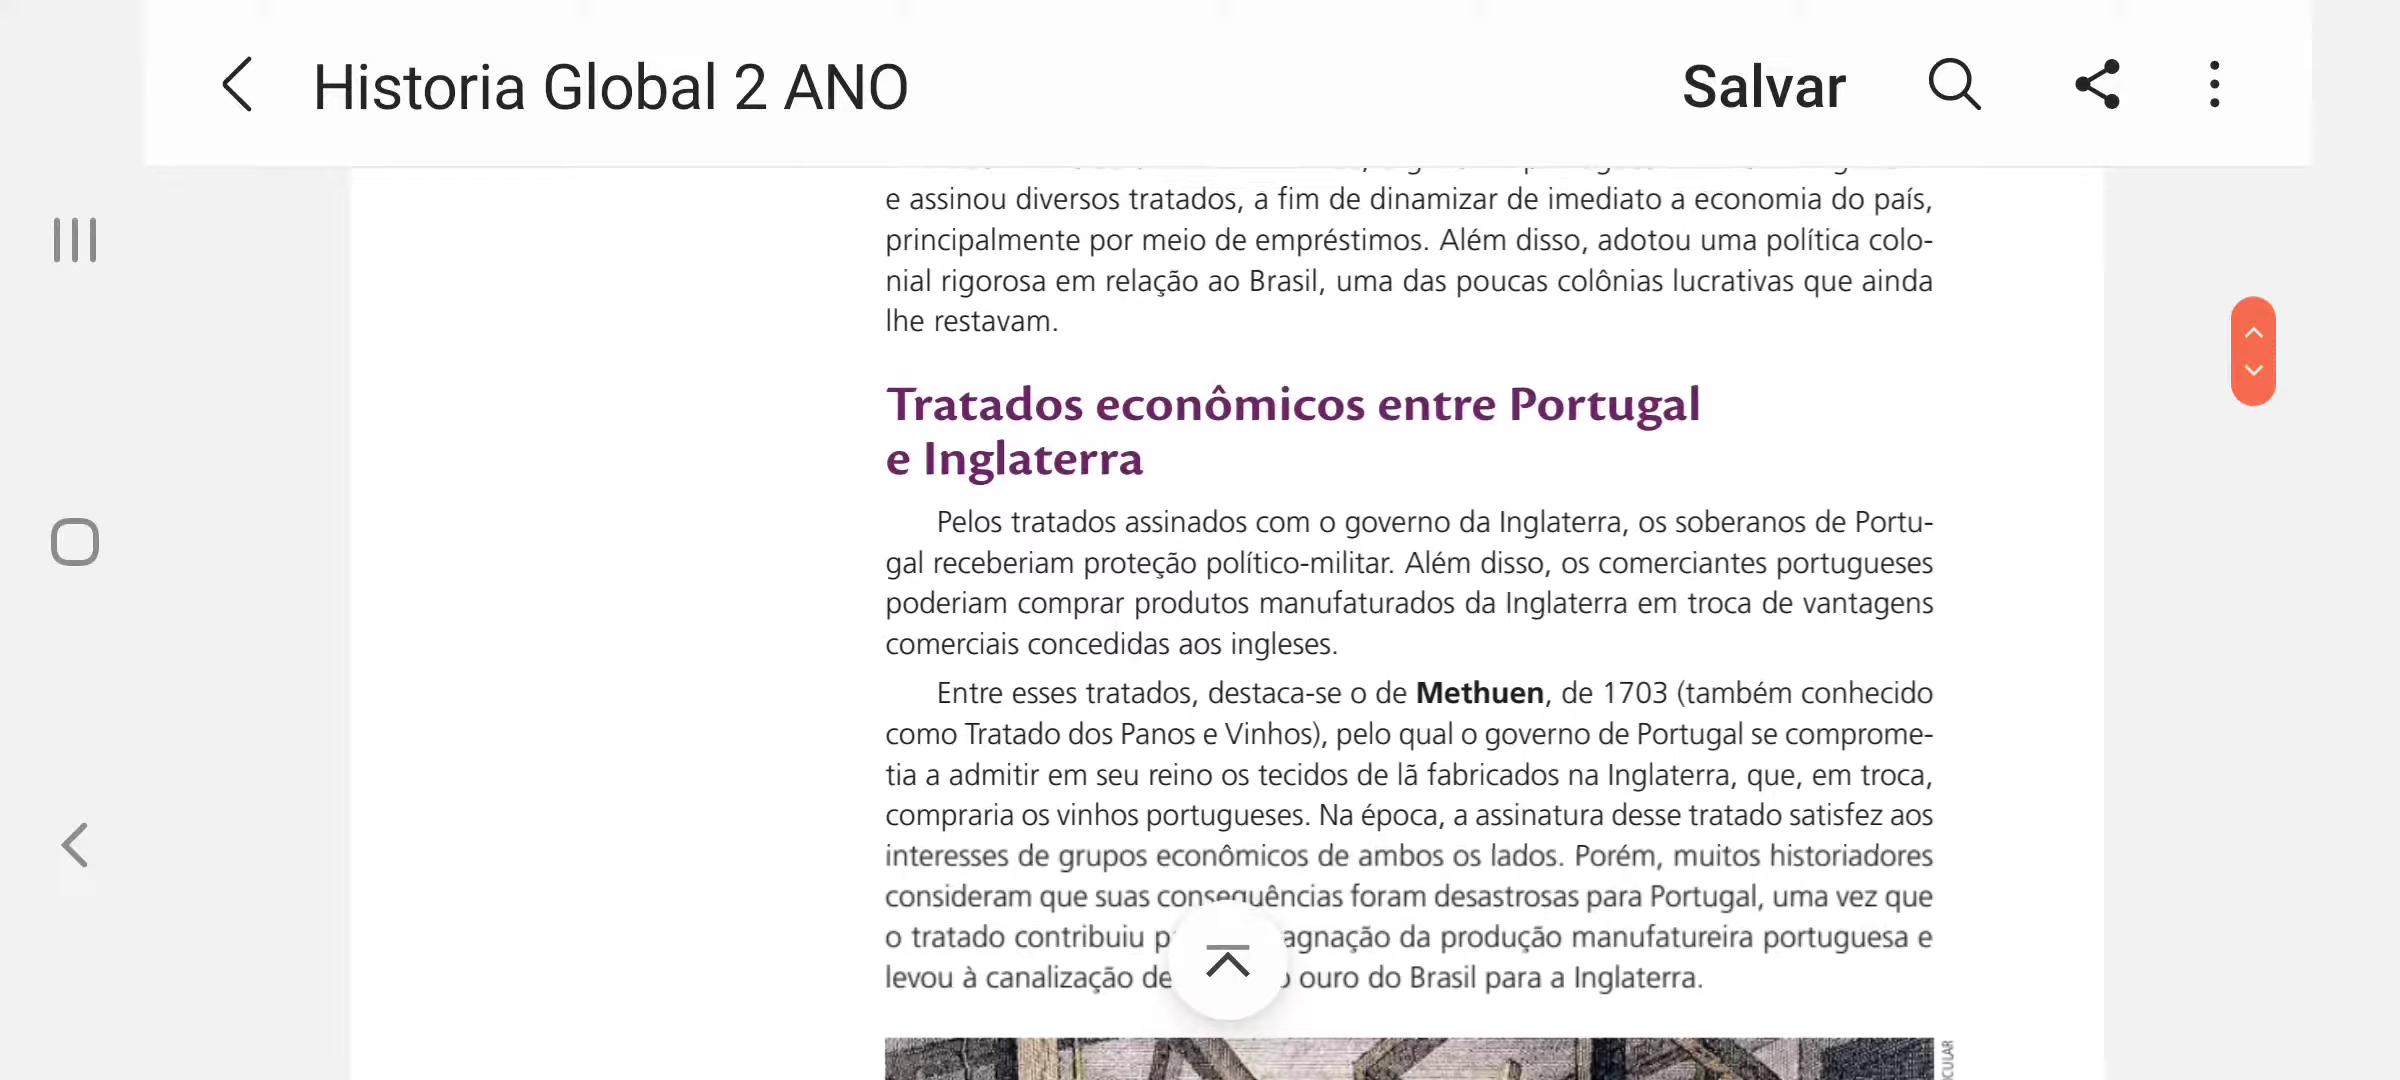 Historia Global 2 ANO
Salvar
e assinou diversos tratados, a fim de dinamizar de imediato a economia do país,
principalmente por meio de empréstimos. Além disso, adotou uma política colo-
nial rigorosa em relação ao Brasil, uma das poucas colônias lucrativas que ainda
lhe restavam.
Tratados econômicos entre Portugal
e Inglaterra
Pelos tratados assinados com o governo da Inglaterra, os soberanos de Portu-
gal receberiam proteção político-militar. Além disso, os comerciantes portugueses
poderiam comprar produtos manufaturados da Inglaterra em troca de vantagens
comerciais concedidas aos ingleses.
Entre esses tratados, destaca-se o de Methuen, de 1703 (também conhecido
como Tratado dos Panos e Vinhos), pelo qual o governo de Portugal se comprome-
tia a admitir em seu reino os tecidos de lã fabricados na Inglaterra, que, em troca,
compraria os vinhos portugueses. Na época, a assinatura desse tratado satisfez aos
interesses de grupos econômicos de ambos os lados. Porém, muitos historiadores
consideram que suas consequências foram desastrosas para Portugal, uma vez que
o tratado contribuiu da produção manufatureira portuguesa e
levou à canalização ouro do Brasil para a Inglaterra.